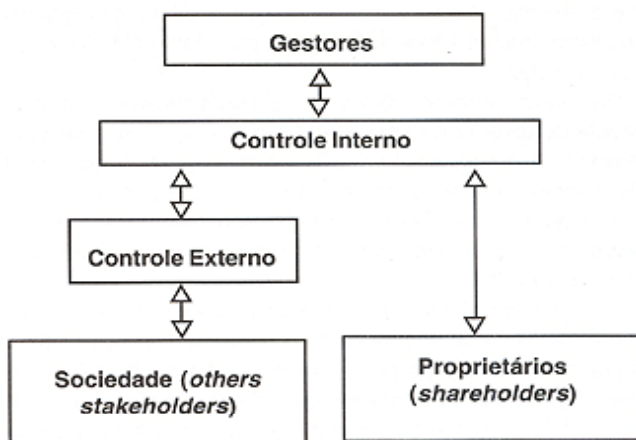 Gestores
Controle Interno
Controle Externo
Sociedade (others
stakeholders)
Proprietários
(shareholders)